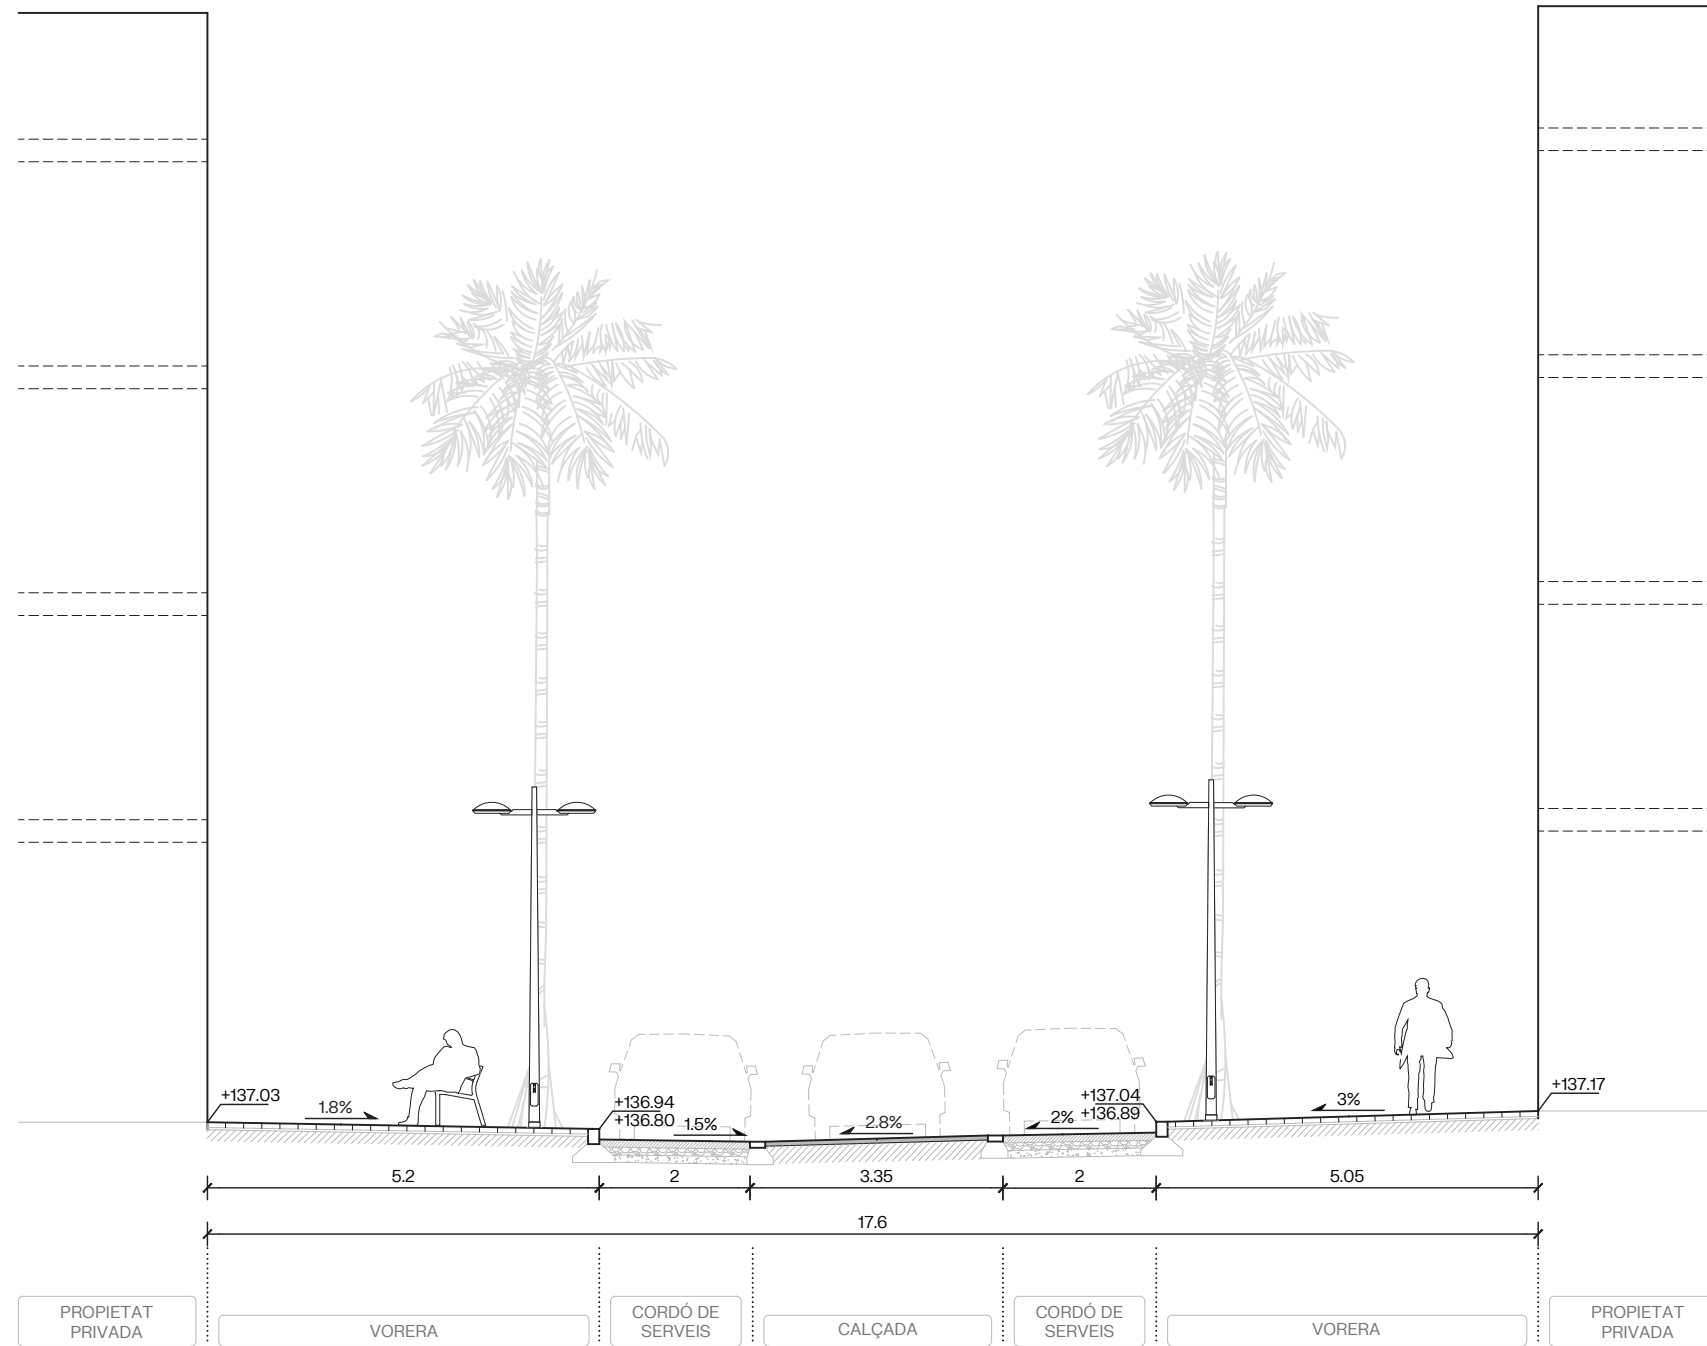 +137.03
1.8%
+136.94
+136.80
1.5%
2.8%
2%
+137.04
+136.89
3%
+137.17
5.2
2
3.35
2
5.05
17.6
PROPIETAT
PRIVADA
VORERA
CORDÓ DE
SERVEIS
CALÇADA
CORDÓ DE
SERVEIS
VORERA
PROPIETAT
PRIVADA